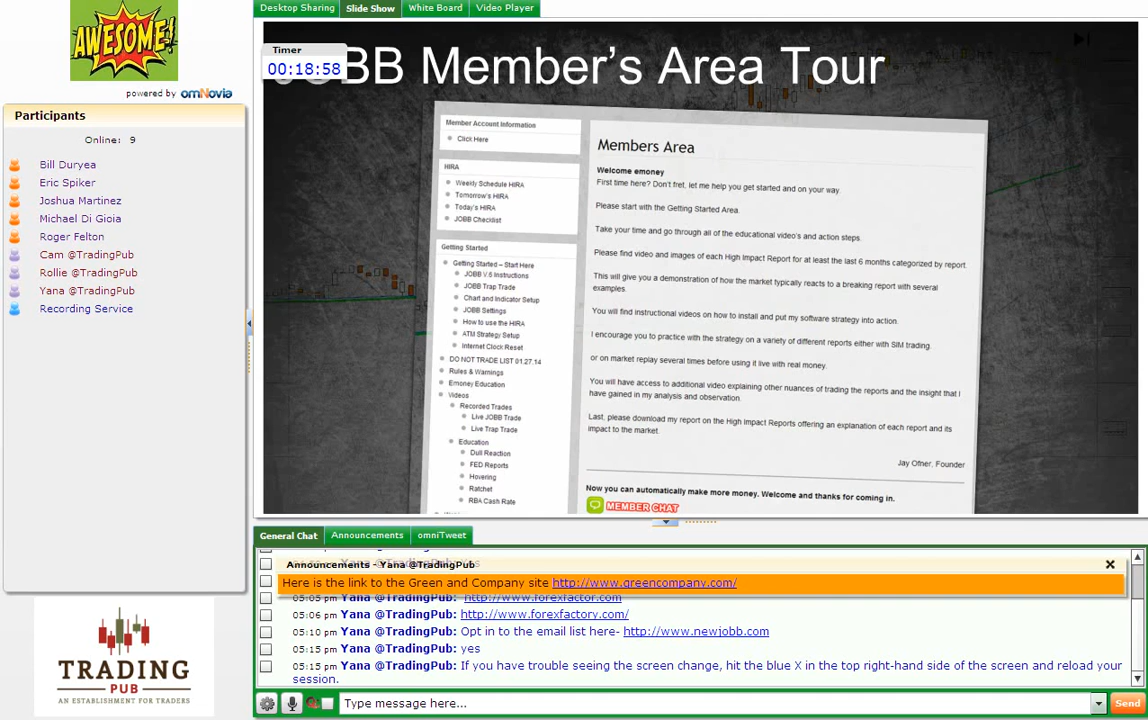 AWESOME!
powered by omNovia
Participants
Online: 9
Bill Duryea
Eric Spiker
Joshua Martinez
Michael Di Gioia
Roger Felton
Cam @TradingPub
Rollie @TradingPub
Yana @TradingPub
Recording Service
TRADING
PUB
AN ESTABLISHMENT FOR TRADERS
Desktop Sharing Slide Show White Board Video Player
Timer
00:18:58
JOBB Member's Area Tour
Member Account Information
Click Here
HIRA
Weekly Schedule HIRA
Tomorrow's HIRA
Today's HIRA
JOBB Checklist
Getting Started
Getting Started – Start Here
JOBB V.6 Instructions
JOBB Trap Trade
Chart and Indicator Setup
JOBB Settings
How to use the HIRA
ATM Strategy Setup
Internet Clock Reset
DO NOT TRADE LIST 01.27.14
Rules & Warnings
Emoney Education
Videos
Recorded Trades
Live JOBB Trade
Live Trap Trade
Education
Dull Reaction
FED Reports
Hovering
Ratchet
RBA Cash Rate
Members Area
Welcome emoney
First time here? Don't fret, let me help you get started and on your way.
Please start with the Getting Started Area.
Take your time and go through all of the educational video's and action steps.
Please find video and images of each High Impact Report for at least the last 6 months categorized by report.
This will give you a demonstration of how the market typically reacts to a breaking report with several
examples.
You will find instructional videos on how to install and put my software strategy into action.
I encourage you to practice with the strategy on a variety of different reports either with SIM trading.
or on market replay several times before using it live with real money.
You will have access to additional video explaining other nuances of trading the reports and the insight that I
have gained in my analysis and observation.
Last, please download my report on the High Impact Reports offering an explanation of each report and its
impact to the market.
Jay Ofner, Founder
Now you can automatically make more money. Welcome and thanks for coming in.
MEMBER CHAT
General Chat Announcements omniTweet
Announcements - Yana @TradingPub
Here is the link to the Green and Company site http://www.greencompany.com/
05:05 pm Yana @TradingPub: http://www.forexfactor.com
05:06 pm Yana @TradingPub: http://www.forexfactory.com/
05:10 pm Yana @TradingPub: Opt in to the email list here- http://www.newjobb.com
05:15 pm Yana @TradingPub: yes
05:15 pm Yana @TradingPub: If you have trouble seeing the screen change, hit the blue X in the top right-hand side of the screen and reload your
session.
Type message here...
Send